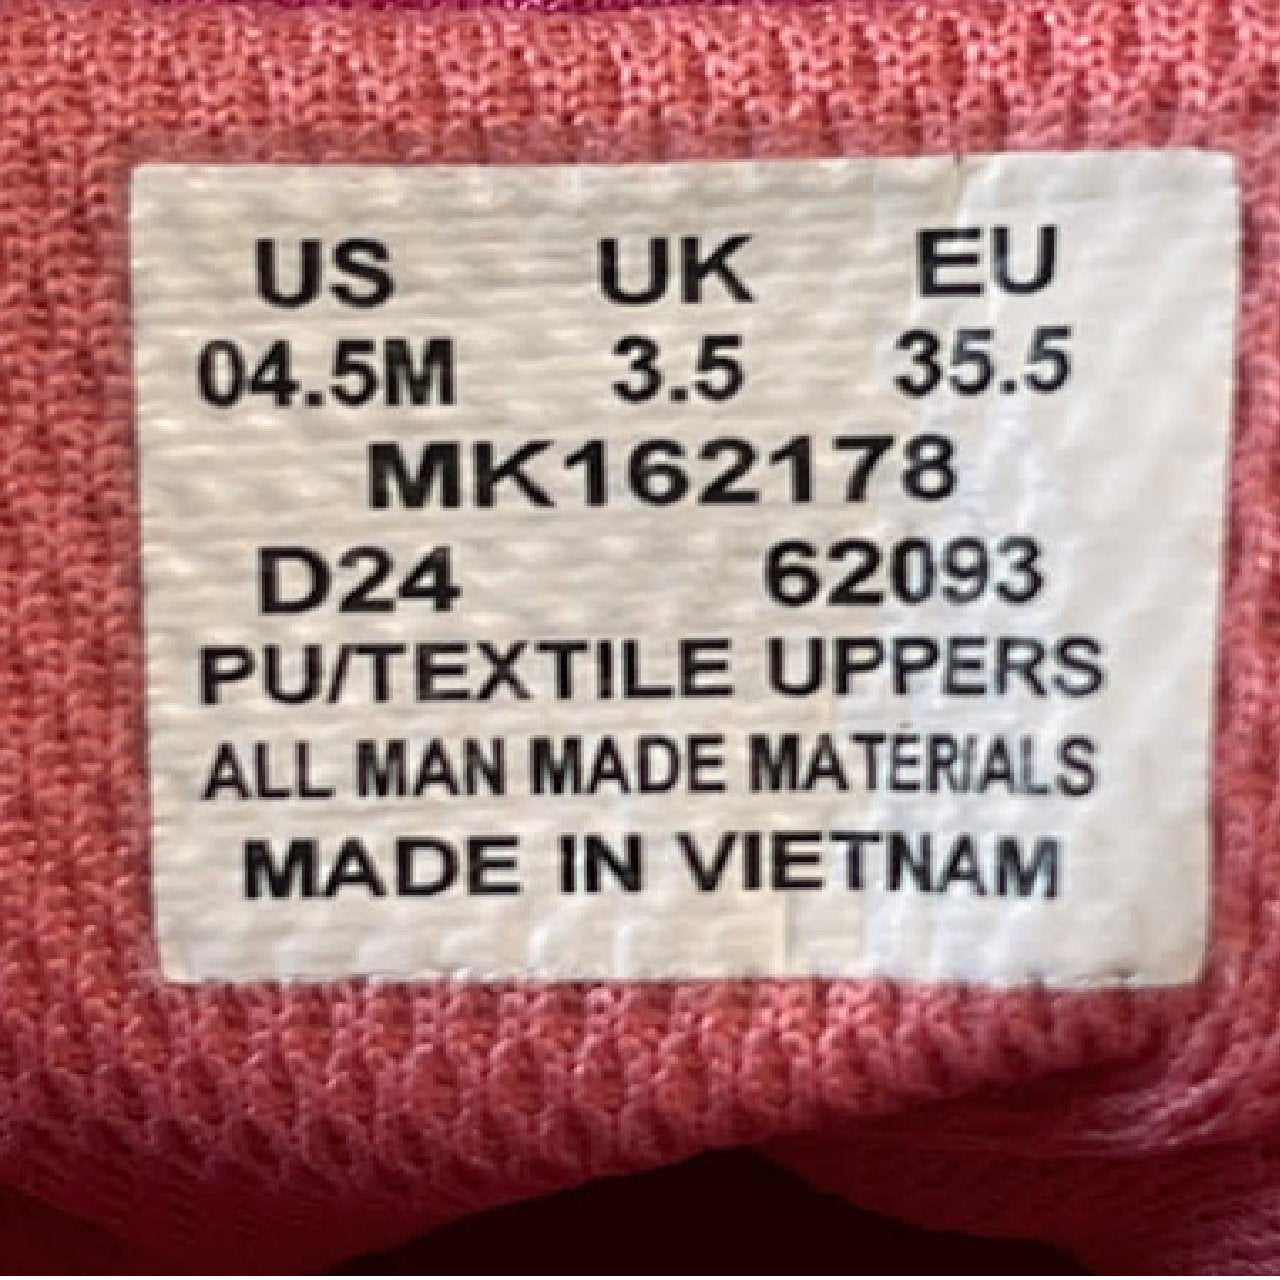 US UK EU
04.5M 3.5 35.5
MK162178
D24 62093
PU/TEXTILE UPPERS
ALL MAN MADE MATERIALS
MADE IN VIETNAM